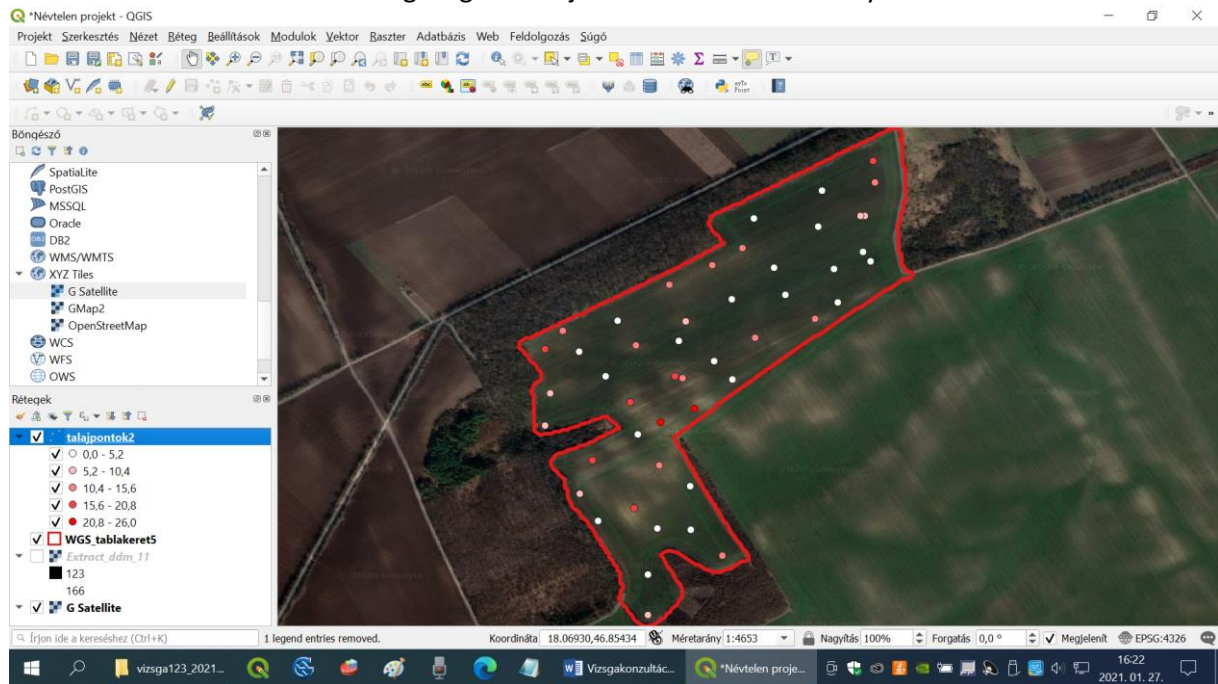 *Névtelen projekt - QGIS
Projekt Szerkesztés Nézet Réteg Beállítások Modulok Vektor Raszter Adatbázis Web Feldolgozás Súgó
Böngésző
SpatiaLite
PostGIS
MSSQL
Oracle
DB2
WMS/WMTS
XYZ Tiles
G Satellite
GMap2
OpenStreetMap
WCS
WFS
OWS
Rétegek
talajpontok2
0,0 - 5,2
5,2 - 10,4
10,4 - 15,6
15,6 - 20,8
20,8 - 26,0
WGS_tablakeret5
Extract_ddm_11
123
166
G Satellite
Írjon ide a kereséshez (Ctrl+K)
1 legend entries removed.
Koordináta 18.06930,46.85434
Méretarány 1:4653
Nagyítás 100%
Forgatás 0,0 °
Megjelenít
EPSG:4326
vizsga123_2021...
Vizsgakonzultác...
*Névtelen proje...
16:22
2021. 01. 27.